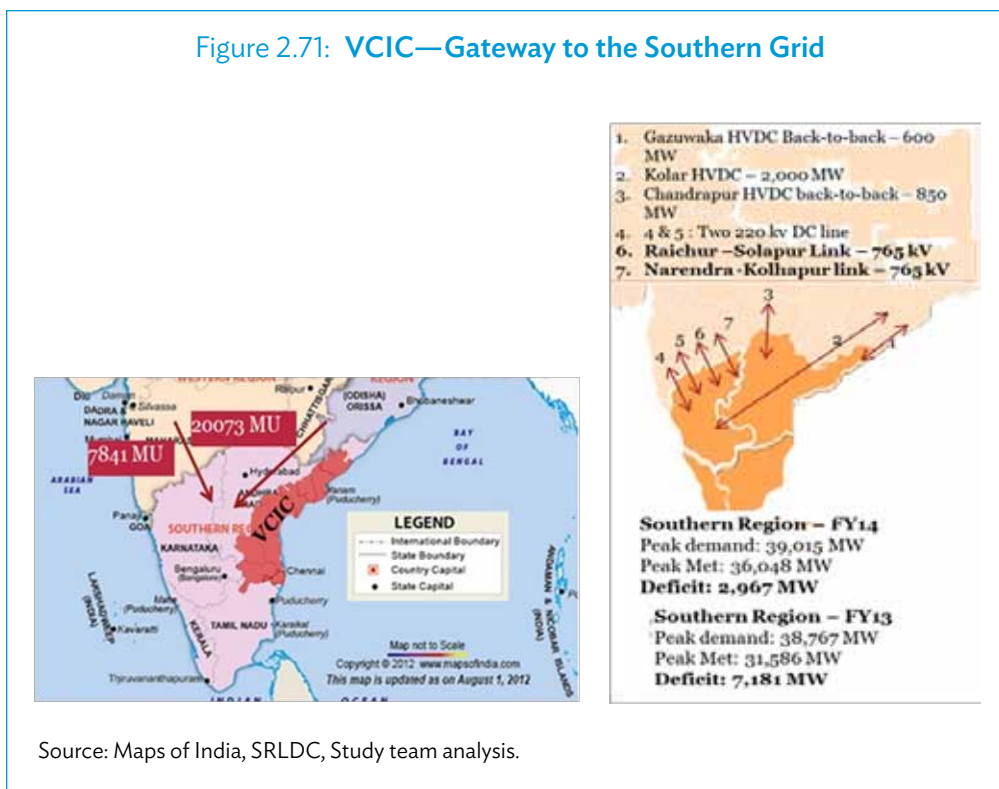 Figure 2.71: VCIC—Gateway to the Southern Grid
1. Gazuwaka HVDC Back-to-back – 600
MW
2. Kolar HVDC – 2,000 MW
3. Chandrapur HVDC back-to-back – 850
MW
4. 4 & 5 : Two 220 kv DC line
6. Raichur –Solapur Link – 765 kV
7. Narendra -Kolhapur link – 765 kV
3
7
6
5
4
2
1
Southern Region – FY14
Peak demand: 39,015 MW
Peak Met: 36,048 MW
Deficit: 2,967 MW
Southern Region – FY13
Peak demand: 38,767 MW
Peak Met: 31,586 MW
Deficit: 7,181 MW
WESTERN REGION
REGION
Raipur
(ODISHA)
ORISSA
Bhubaneshwar
CHHATTISGAR
Daman
Silvassa
DADRA &
NAGAR HAVELI
20073 MU
7841 MU
BAY
OF
BENGAL
ARABIAN
SEA
Hyderabad
Yanam
(Puducherry)
Panaji
GOA
SOUTHERN REG
VCIC
KARNATAKA
LEGEND
International Boundary
State Boundary
Country Capital
State Capital
Bengaluru
(Bangalore)
Chennai
Mahe
(Puducherry)
Puducherry
LAKSHADWEEP
(INDIA)
Kavaratti
KERALA
TAMIL NADU
Karaikal
(Puducherry)
ANDAMAN & NICOBAR ISLANDS
(INDIA)
Map not to Scale
Copyright © 2012 www.mapsofindia.com
This map is updated as on August 1, 2012
Thiruvananthapuram
INDIAN
OCEAN
Source: Maps of India, SRLDC, Study team analysis.